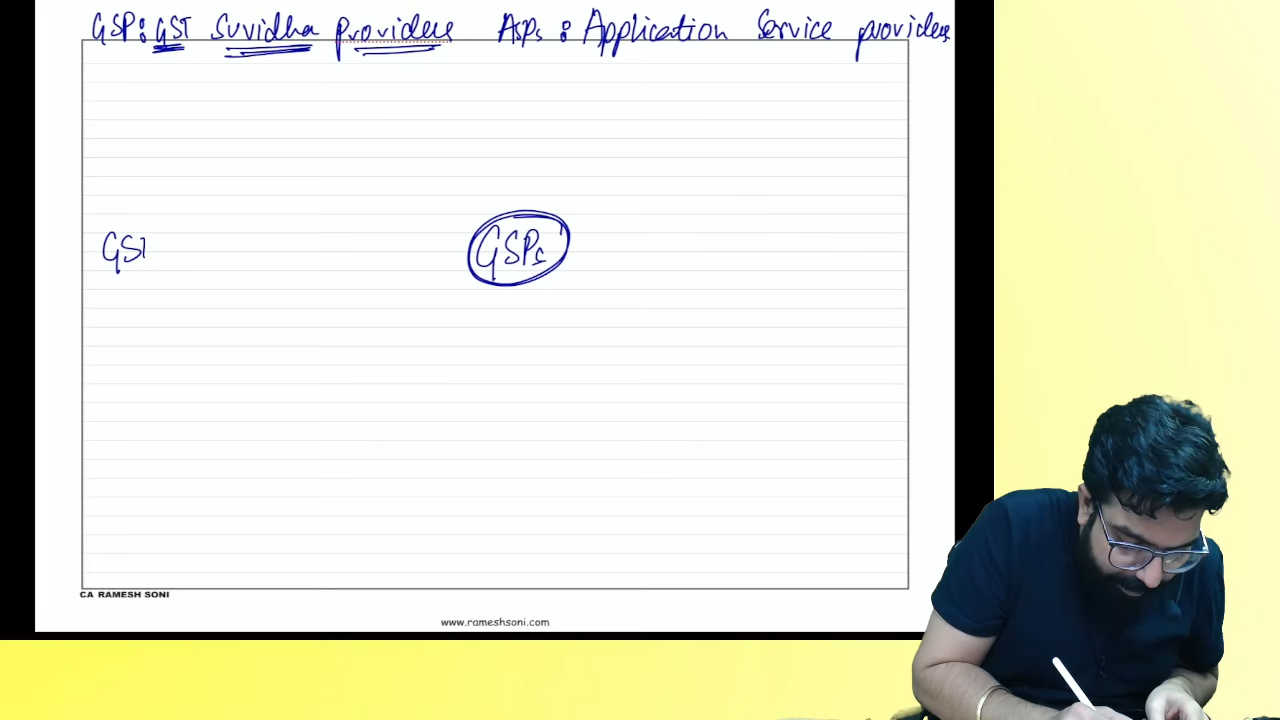 GSP: GST Suvidha providers ASPs : Application Service providers
GST GSPs
CA RAMESH SONI
www.rameshsoni.com